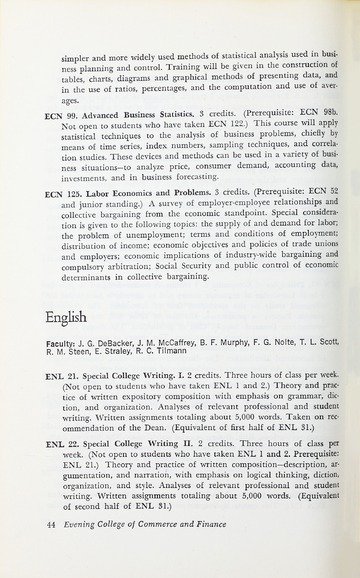 simpler and more widely used methods of statistical analysis used in busi-
ness planning and control. Training will be given in the construction of
tables, charts, diagrams and graphical methods of presenting data, and
in the use of ratios, percentages, and the computation and use of aver-
ages.
ECN 99. Advanced Business Statistics. 3 credits. (Prerequisite: ECN 98b.
Not open to students who have taken ECN 122.) This course will apply
statistical techniques to the analysis of business problems, chiefly by
means of time series, index numbers, sampling techniques, and correla-
tion studies. These devices and methods can be used in a variety of busi-
ness situations—to analyze price, consumer demand, accounting data,
investments, and in business forecasting.
ECN 125. Labor Economics and Problems. 3 credits. (Prerequisite: ECN 52
and junior standing.) A survey of employer-employee relationships and
collective bargaining from the economic standpoint. Special considera-
tion is given to the following topics: the supply of and demand for labor;
the problem of unemployment; terms and conditions of employment;
distribution of income; economic objectives and policies of trade unions
and employers; economic implications of industry-wide bargaining and
compulsory arbitration; Social Security and public control of economic
determinants in collective bargaining.
English
Faculty: J. G. DeBacker, J. M. McCaffrey, B. F. Murphy, F. G. Nolte, T. L. Scott,
R. M. Steen, E. Straley, R. C. Tilmann
ENL 21. Special College Writing. I. 2 credits. Three hours of class per week.
(Not open to students who have taken ENL 1 and 2.) Theory and prac-
tice of written expository composition with emphasis on grammar, dic-
tion, and organization. Analyses of relevant professional and student
writing. Written assignments totaling about 5,000 words. Taken on rec-
ommendation of the Dean. (Equivalent of first half of ENL 31.)
ENL 22. Special College Writing II. 2 credits. Three hours of class per
week. (Not open to students who have taken ENL 1 and 2. Prerequisite:
ENL 21.) Theory and practice of written composition—description, ar-
gumentation, and narration, with emphasis on logical thinking, diction,
organization, and style. Analyses of relevant professional and student
writing. Written assignments totaling about 5,000 words. (Equivalent
of second half of ENL 31.)
44 Evening College of Commerce and Finance